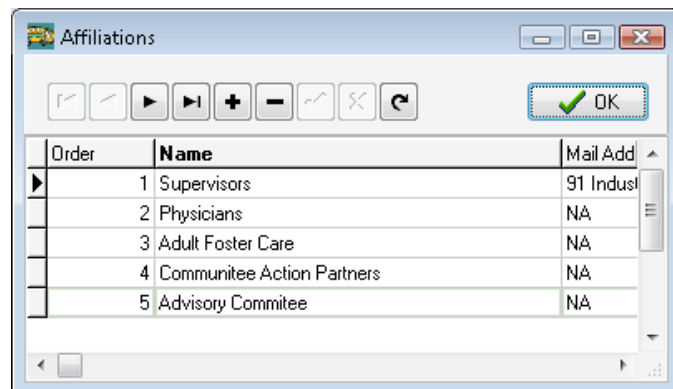 Affiliations
OK
Order Name Mail Add
1 Supervisors 91 Indust
2 Physicians NA
3 Adult Foster Care NA
4 Communitee Action Partners NA
5 Advisory Commitee NA